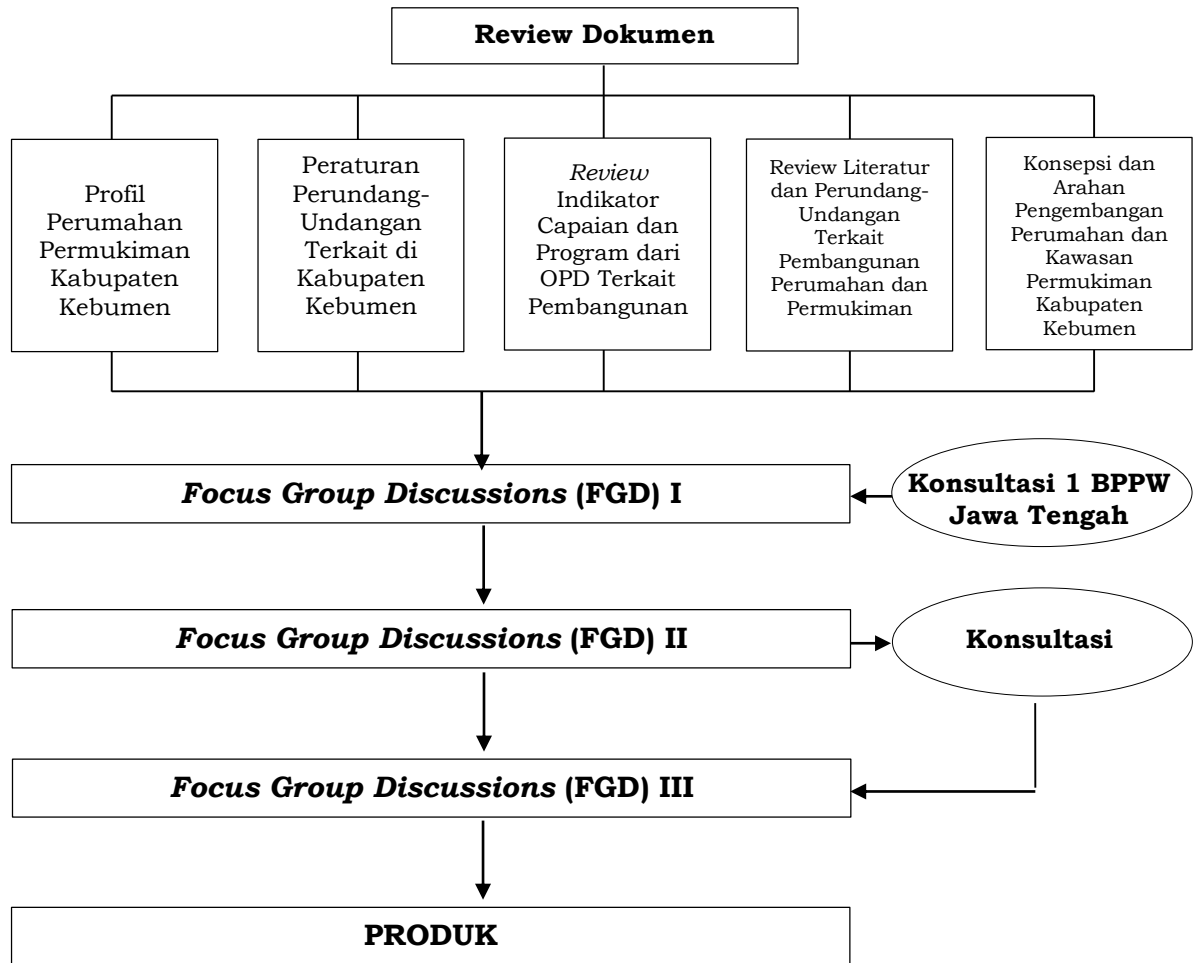 Review Dokumen
Profil
Perumahan
Permukiman
Kabupaten
Kebumen
Peraturan
Perundang-
Undangan
Terkait di
Kabupaten
Kebumen
Review
Indikator
Capaian dan
Program dari
OPD Terkait
Pembangunan
Review Literatur
dan Perundang-
Undangan
Terkait
Pembangunan
Perumahan dan
Permukiman
Konsepsi dan
Arahan
Pengembangan
Perumahan dan
Kawasan
Permukiman
Kabupaten
Kebumen
Focus Group Discussions (FGD) I
Konsultasi 1 BPPW
Jawa Tengah
Focus Group Discussions (FGD) II
Konsultasi
Focus Group Discussions (FGD) III
PRODUK